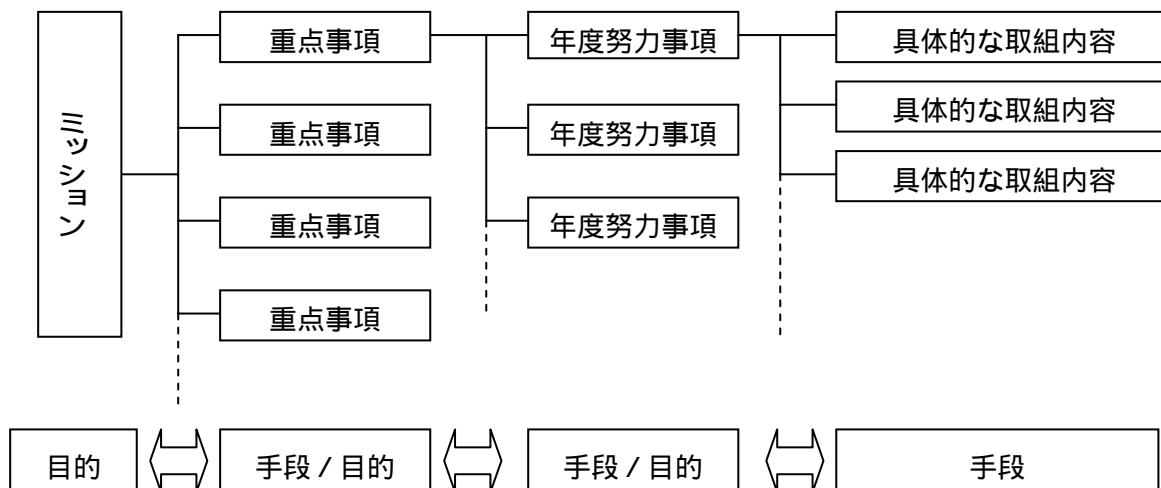 ミッション
重点事項
年度努力事項
具体的な取組内容
重点事項
年度努力事項
具体的な取組内容
重点事項
年度努力事項
具体的な取組内容
重点事項
目的
手段 / 目的
手段 / 目的
手段